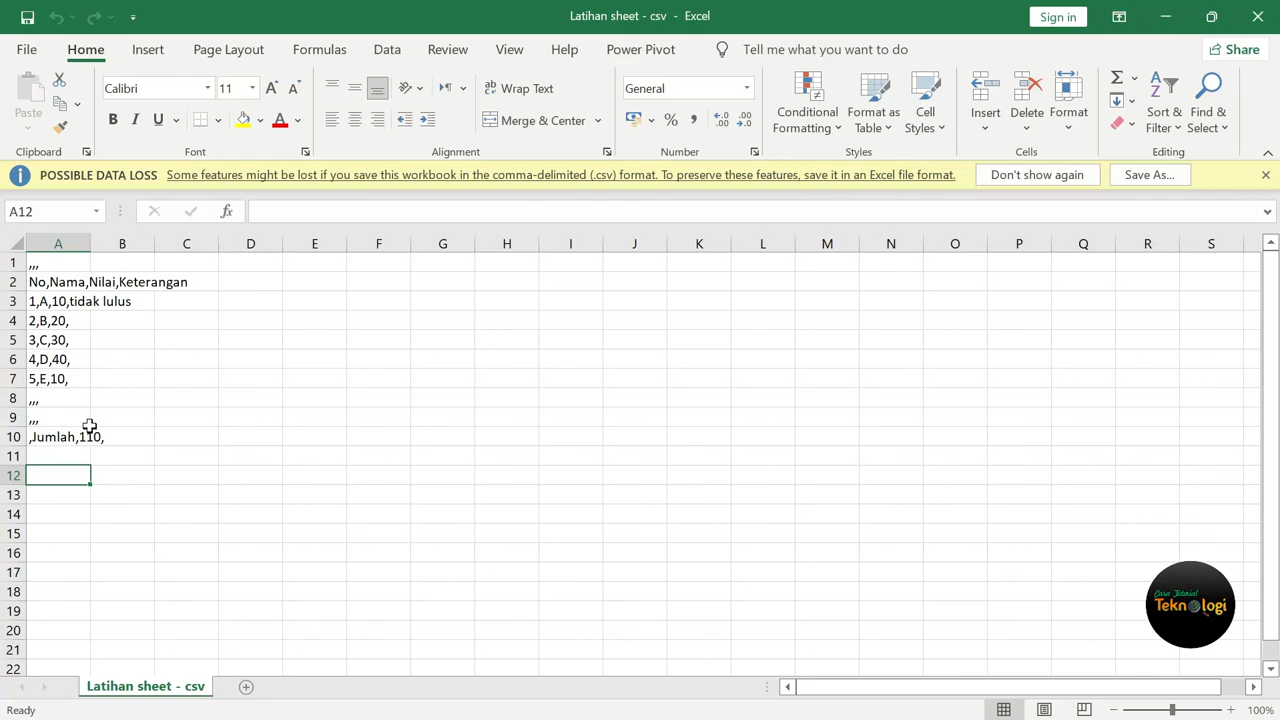 Latihan sheet - csv - Excel
Sign in
File Home Insert Page Layout Formulas Data Review View Help Power Pivot Tell me what you want to do Share
Paste
Clipboard
Calibri 11
B I U
Font
Wrap Text
Merge & Center
Alignment
General
Number
Conditional Formatting
Format as Table
Cell Styles
Styles
Insert
Delete
Format
Cells
Sort & Filter
Find & Select
Editing
POSSIBLE DATA LOSS Some features might be lost if you save this workbook in the comma-delimited (.csv) format. To preserve these features, save it in an Excel file format. Don't show again Save As...
A12 fx
A B C D E F G H I J K L M N O P Q R S
1 ,,,
2 No,Nama,Nilai,Keterangan
3 1,A,10,tidak lulus
4 2,B,20,
5 3,C,30,
6 4,D,40,
7 5,E,10,
8 ,,,
9 ,,,
10 ,Jumlah,110,
11
12
13
14
15
16
17
18
19
20
21
22
Cara Tutorial
Teknologi
Latihan sheet - csv
Ready
100%